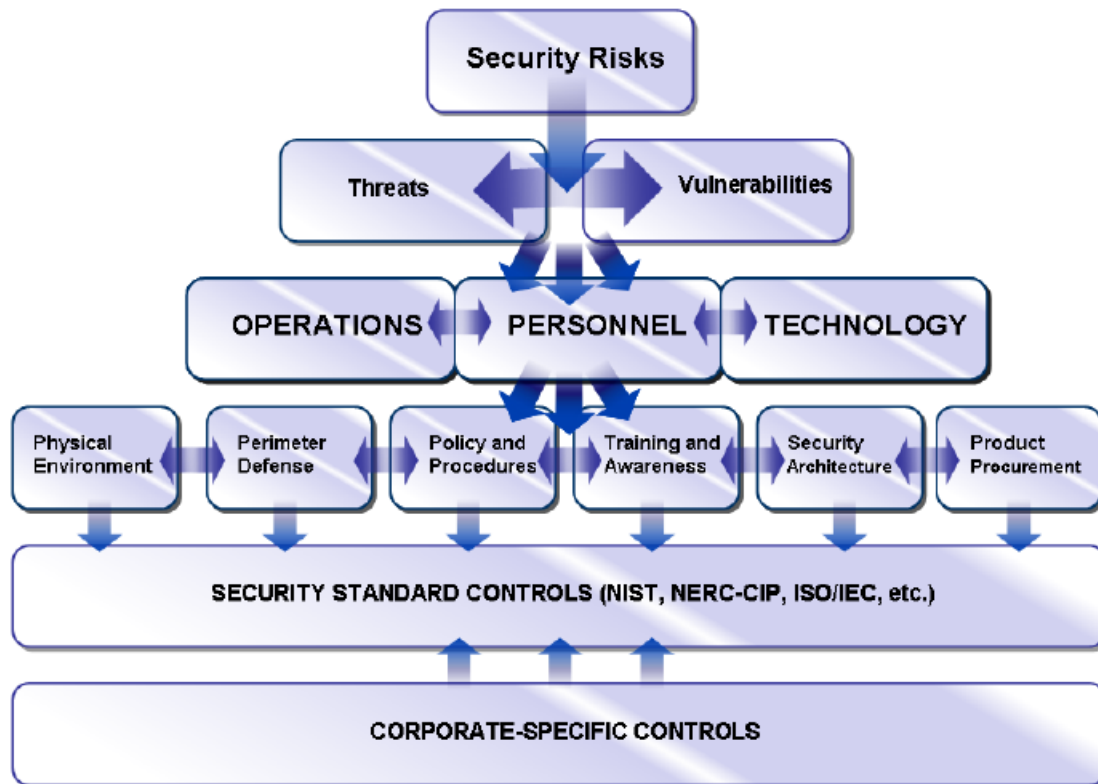 Security Risks
Threats
Vulnerabilities
OPERATIONS
PERSONNEL
TECHNOLOGY
Physical
Environment
Perimeter
Defense
Policy and
Procedures
Training and
Awareness
Security
Architecture
Product
Procurement
SECURITY STANDARD CONTROLS (NIST, NERC-CIP, ISO/IEC, etc.)
CORPORATE-SPECIFIC CONTROLS